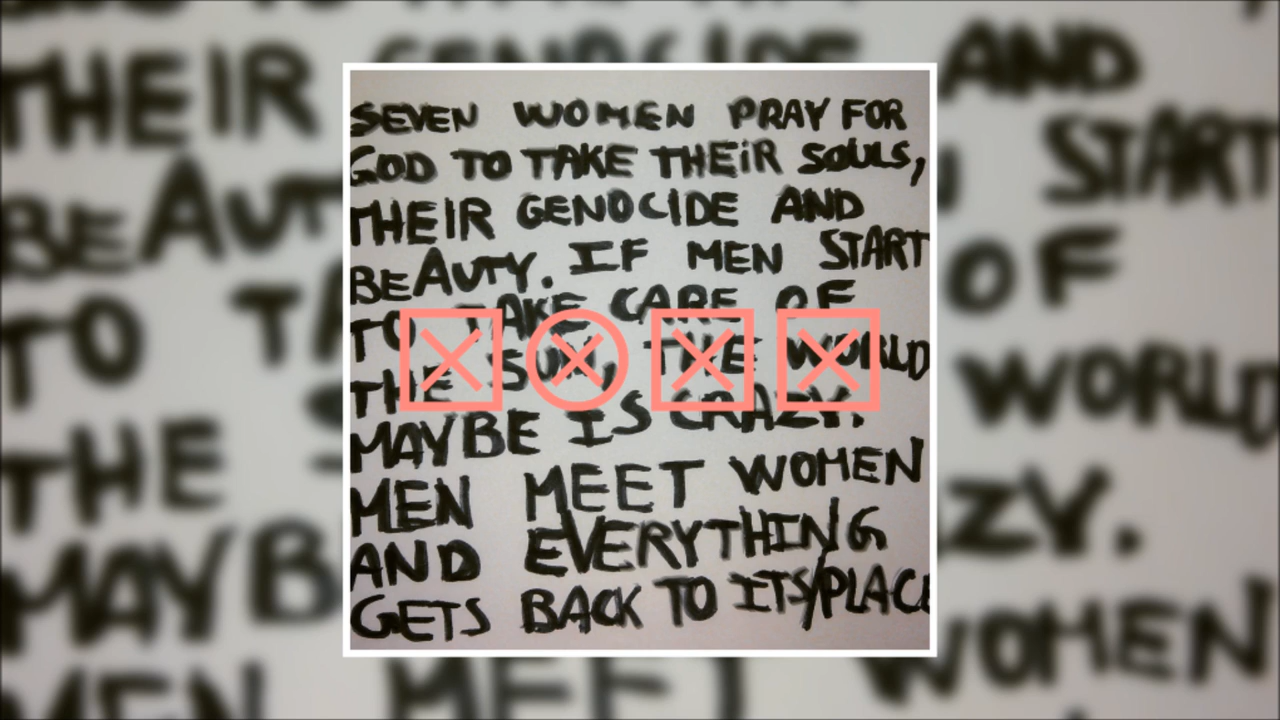 SEVEN WOMEN PRAY FOR
GOD TO TAKE THEIR SOULS,
THEIR GENOCIDE AND
BEAUTY. IF MEN START
TO TAKE CARE OF
THE SUN, THE WORLD
MAYBE IS CRAZY.
MEN MEET WOMEN
AND EVERYTHING
GETS BACK TO ITS/PLACE